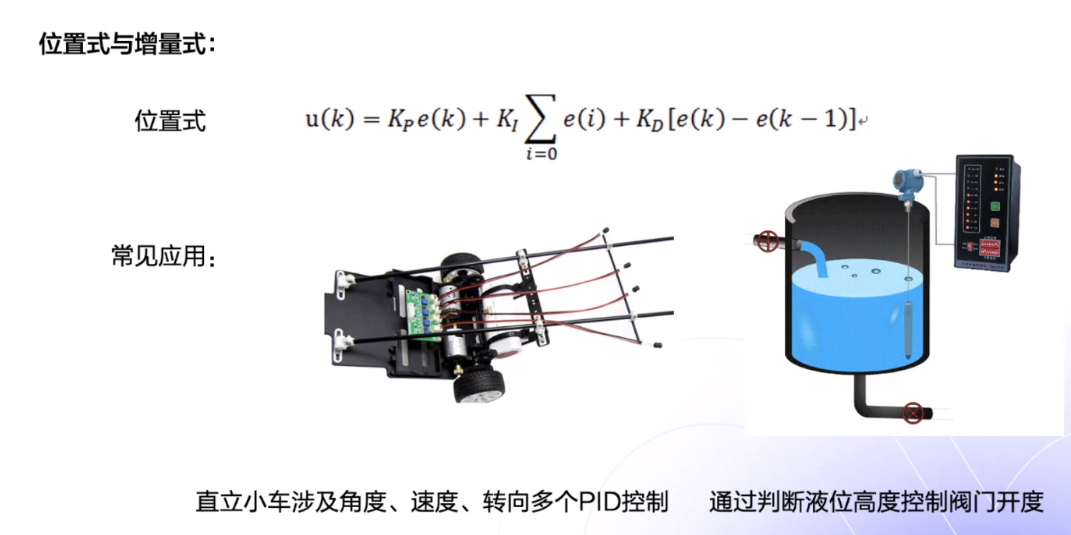 位置式与增量式：
位置式
u(k) = K_P e(k) + K_I ∑_{i=0} e(i) + K_D[e(k) − e(k − 1)]↵
常见应用：
直立小车涉及角度、速度、转向多个PID控制
通过判断液位高度控制阀门开度